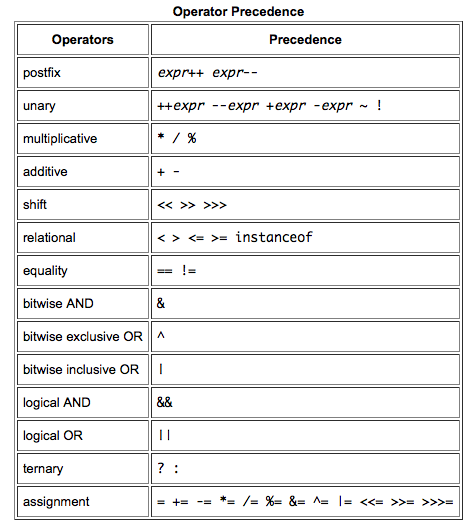 Operator Precedence
Operators Precedence
postfix expr++ expr--
unary ++expr --expr +expr -expr ~ !
multiplicative * / %
additive + -
shift << >> >>>
relational < > <= >= instanceof
equality == !=
bitwise AND &
bitwise exclusive OR ^
bitwise inclusive OR |
logical AND &&
logical OR ||
ternary ? :
assignment = += -= *= /= %= &= ^= |= <<= >>= >>>=